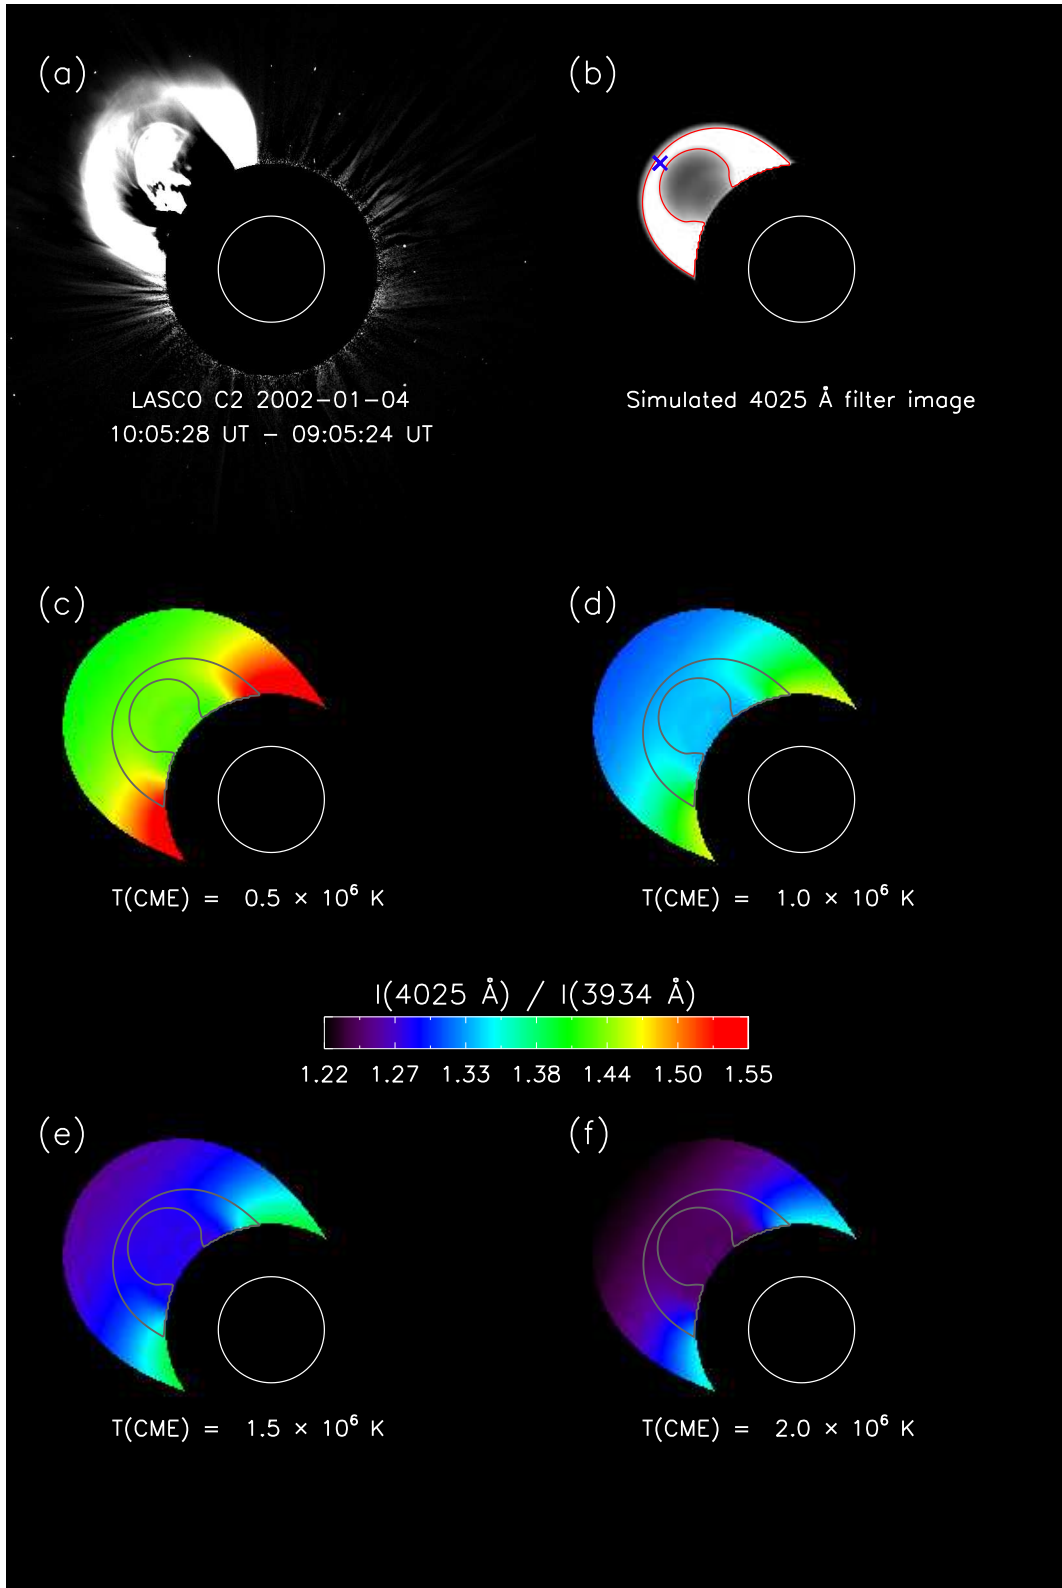 (a)
(b)
LASCO C2 2002−01−04
10:05:28 UT − 09:05:24 UT
Simulated 4025 Å filter image
(c)
(d)
T(CME) = 0.5 × 10⁶ K
T(CME) = 1.0 × 10⁶ K
I(4025 Å) / I(3934 Å)
1.22 1.27 1.33 1.38 1.44 1.50 1.55
(e)
(f)
T(CME) = 1.5 × 10⁶ K
T(CME) = 2.0 × 10⁶ K